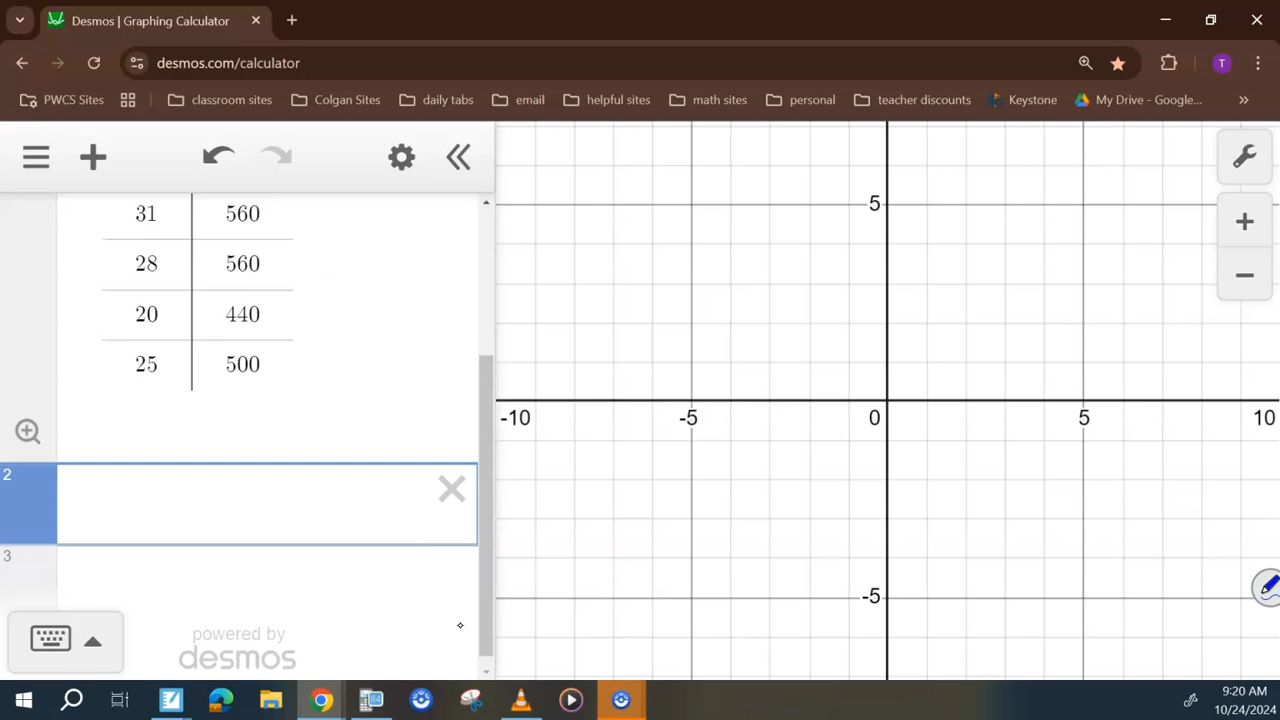 Desmos | Graphing Calculator
desmos.com/calculator
T
PWCS Sites
classroom sites
Colgan Sites
daily tabs
email
helpful sites
math sites
personal
teacher discounts
Keystone
My Drive - Google...
31 560
28 560
20 440
25 500
2
3
powered by
desmos
5
-10 -5 0 5 10
-5
9:20 AM
10/24/2024